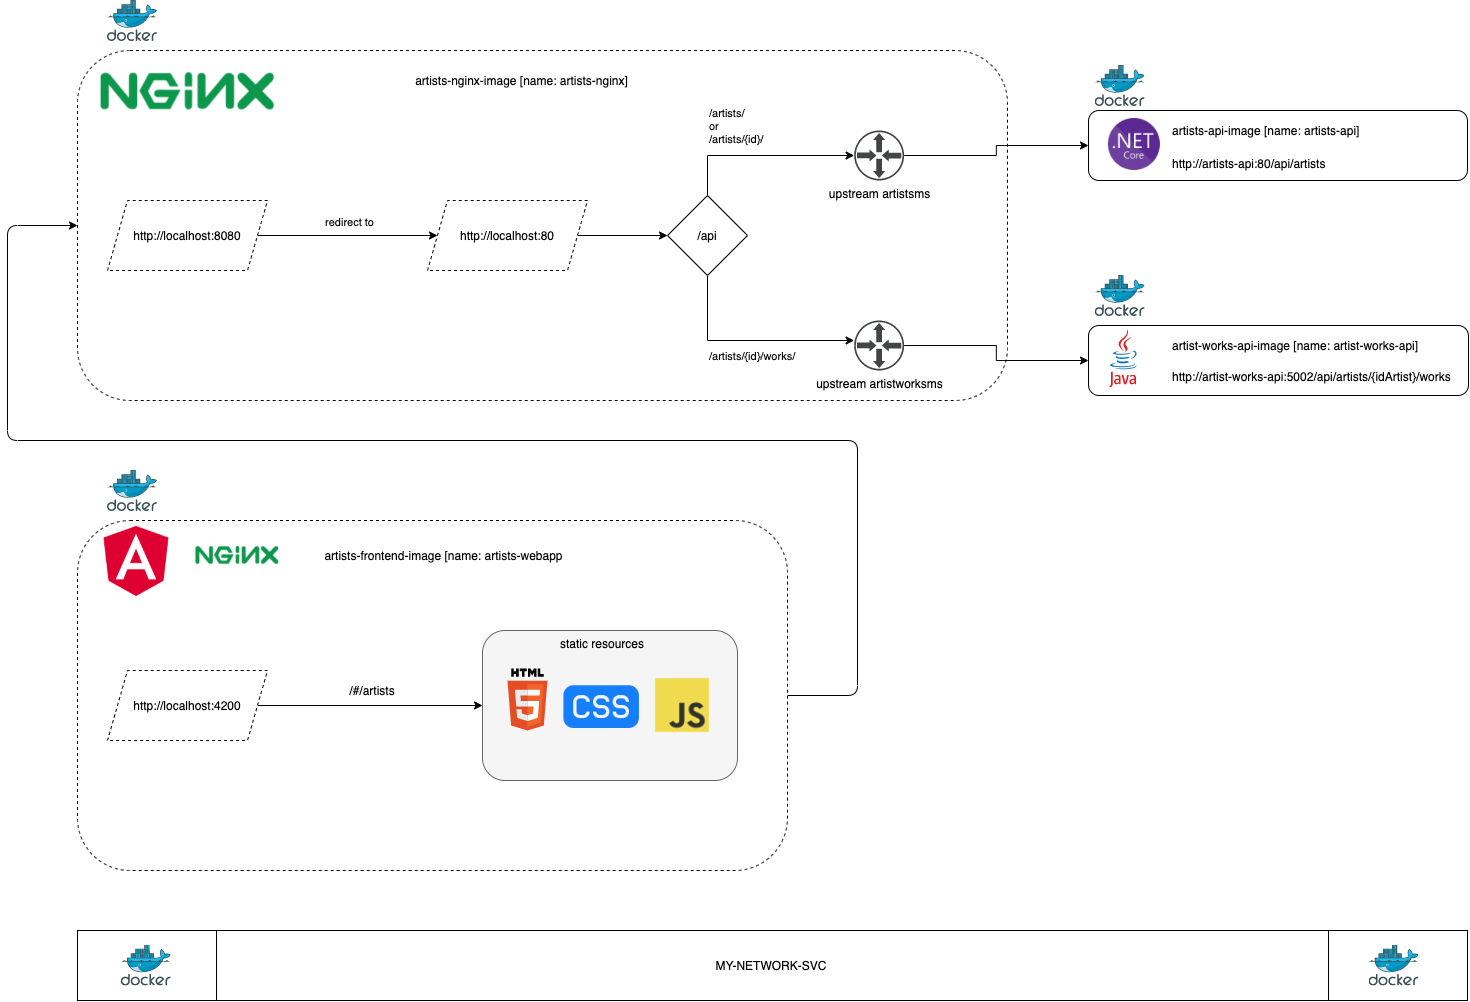 docker
NGINX
artists-nginx-image [name: artists-nginx]
/artists/
or
/artists/{id}/
docker
.NET
Core
artists-api-image [name: artists-api]
http://artists-api:80/api/artists
upstream artistsms
http://localhost:8080
redirect to
http://localhost:80
/api
docker
/artists/{id}/works/
upstream artistworksms
Java
artist-works-api-image [name: artist-works-api]
http://artist-works-api:5002/api/artists/{idArtist}/works
docker
A
NGINX
artists-frontend-image [name: artists-webapp
static resources
http://localhost:4200
/#/artists
HTML
5
CSS
JS
docker
MY-NETWORK-SVC
docker